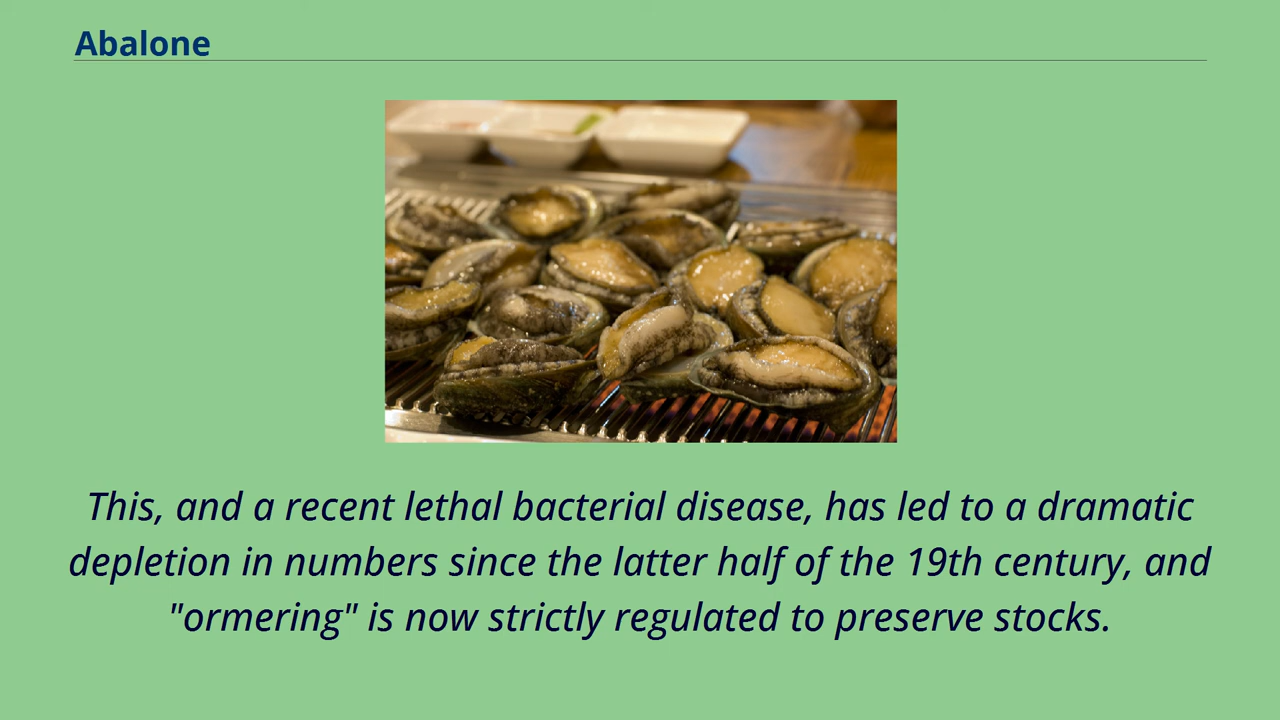 Abalone
This, and a recent lethal bacterial disease, has led to a dramatic
depletion in numbers since the latter half of the 19th century, and
"ormering" is now strictly regulated to preserve stocks.